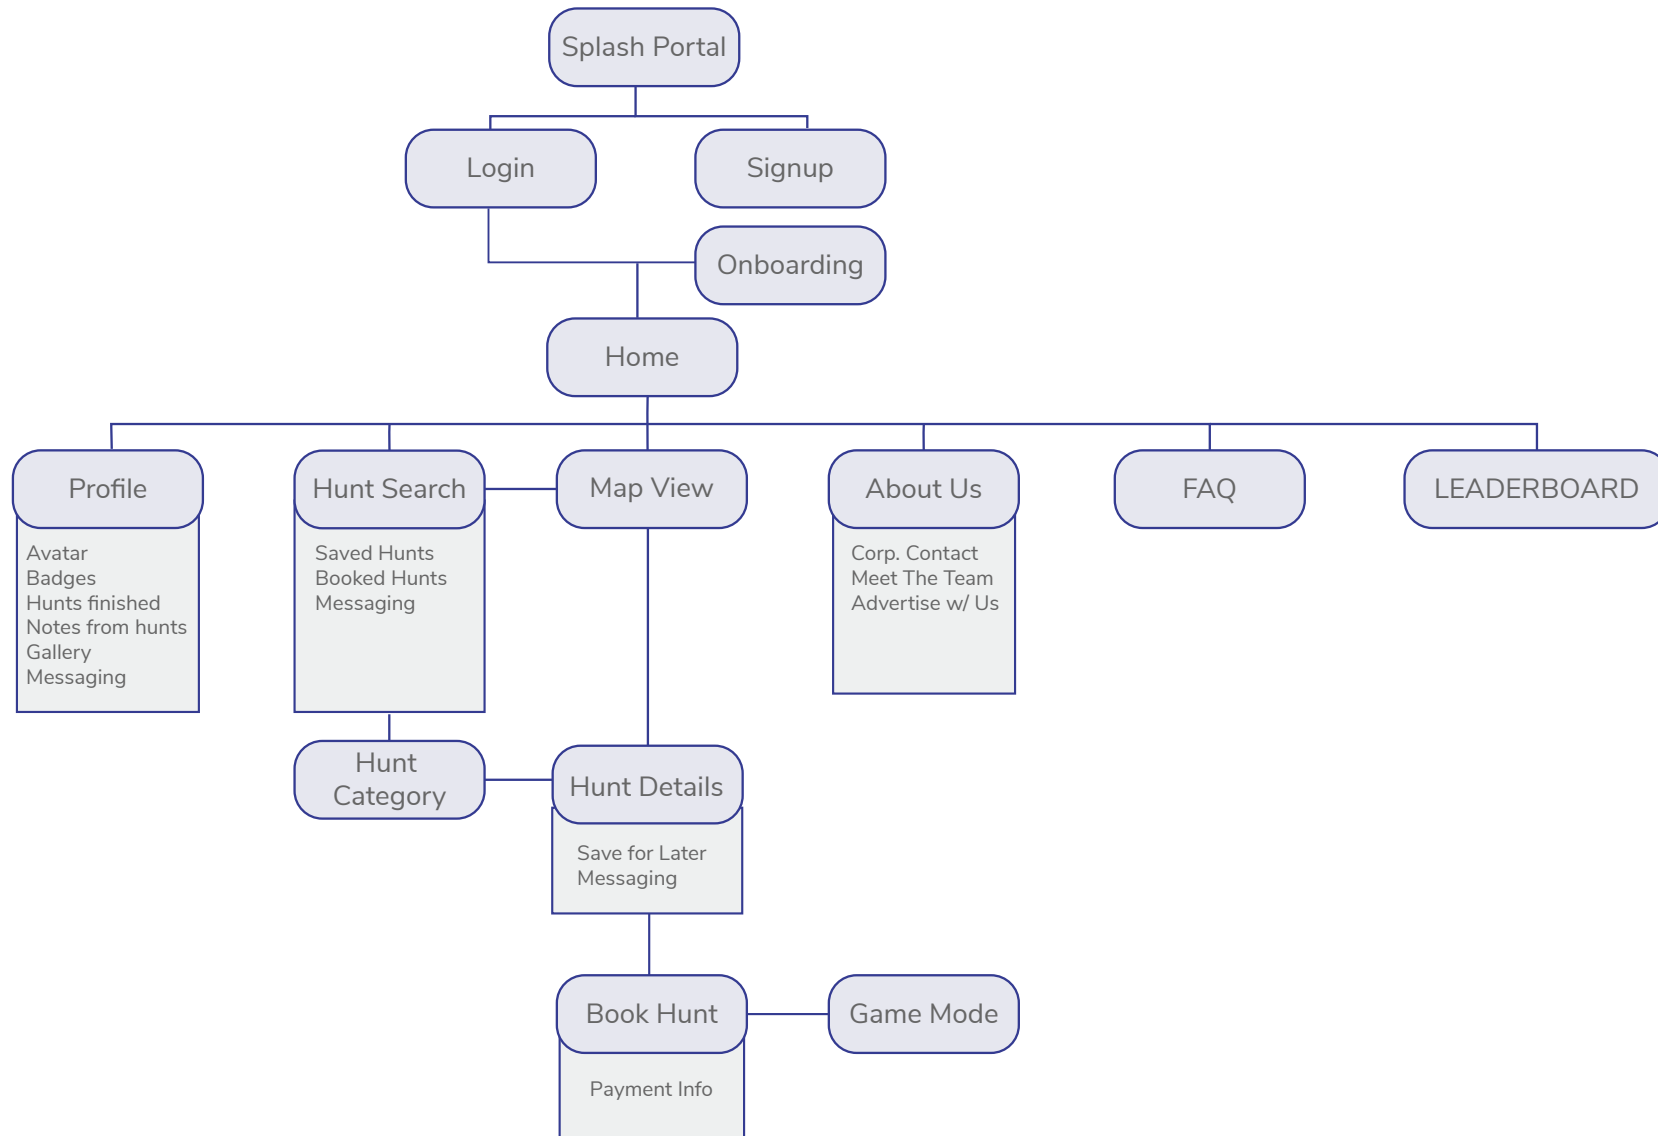 Splash Portal
Login
Signup
Onboarding
Home
Profile
Hunt Search
Map View
About Us
FAQ
LEADERBOARD
Avatar
Badges
Hunts finished
Notes from hunts
Gallery
Messaging
Saved Hunts
Booked Hunts
Messaging
Corp. Contact
Meet The Team
Advertise w/ Us
Hunt
Category
Hunt Details
Save for Later
Messaging
Book Hunt
Game Mode
Payment Info